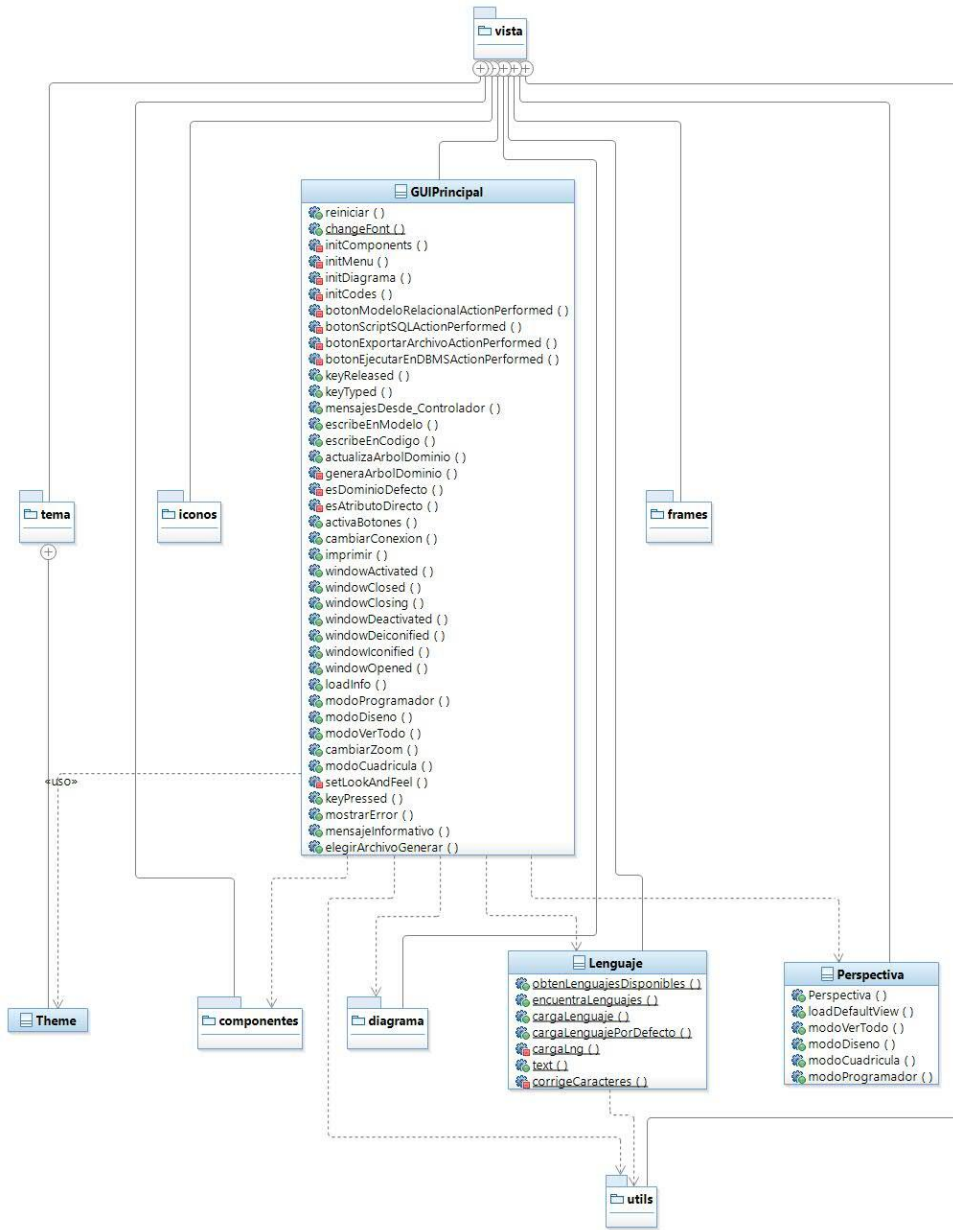 vista
GUIPrincipal
reiniciar ( )
changeFont ( )
initComponents ( )
initMenu ( )
initDiagrama ( )
initCodes ( )
botonModeloRelacionalActionPerformed ( )
botonScriptSQLActionPerformed ( )
botonExportarArchivoActionPerformed ( )
botonEjecutarEnDBMSActionPerformed ( )
keyReleased ( )
keyTyped ( )
mensajesDesde_Controlador ( )
escribeEnModelo ( )
escribeEnCodigo ( )
actualizaArbolDominio ( )
generaArbolDominio ( )
esDominioDefecto ( )
esAtributoDirecto ( )
activaBotones ( )
cambiarConexion ( )
imprimir ( )
windowActivated ( )
windowClosed ( )
windowClosing ( )
windowDeactivated ( )
windowDeiconified ( )
windowIconified ( )
windowOpened ( )
loadInfo ( )
modoProgramador ( )
modoDiseno ( )
modoVerTodo ( )
cambiarZoom ( )
modoCuadricula ( )
setLookAndFeel ( )
keyPressed ( )
mostrarError ( )
mensajeInformativo ( )
elegirArchivoGenerar ( )
tema
iconos
frames
«uso»
Theme
componentes
diagrama
Lenguaje
obtenLenguajesDisponibles ( )
encuentraLenguajes ( )
cargaLenguaje ( )
cargaLenguajePorDefecto ( )
cargaLng ( )
text ( )
corrigeCaracteres ( )
Perspectiva
Perspectiva ( )
loadDefaultView ( )
modoVerTodo ( )
modoDiseno ( )
modoCuadricula ( )
modoProgramador ( )
utils